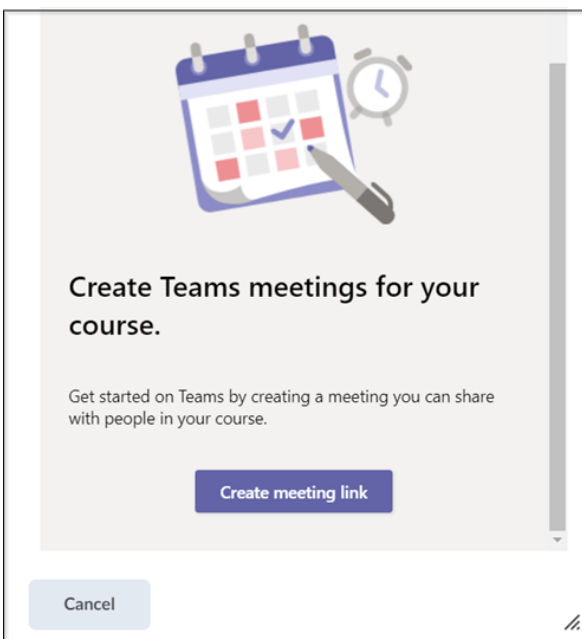 Create Teams meetings for your
course.
Get started on Teams by creating a meeting you can share
with people in your course.
Create meeting link
Cancel